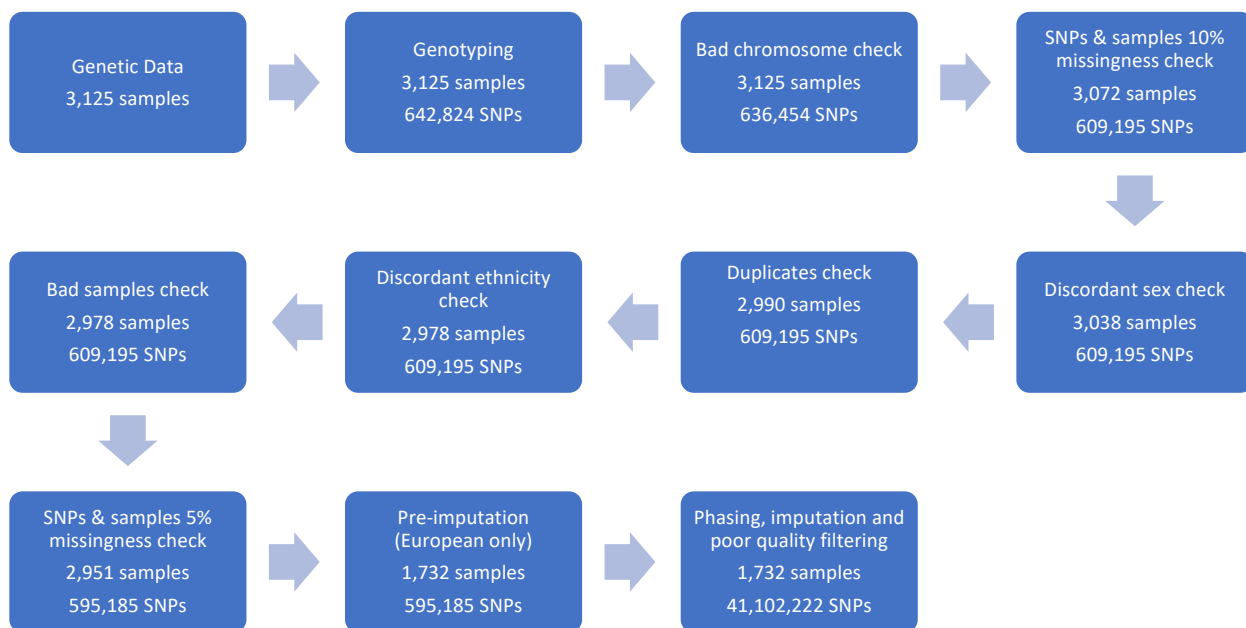 Genetic Data
3,125 samples
Genotyping
3,125 samples
642,824 SNPs
Bad chromosome check
3,125 samples
636,454 SNPs
SNPs & samples 10%
missingness check
3,072 samples
609,195 SNPs
Discordant sex check
3,038 samples
609,195 SNPs
Duplicates check
2,990 samples
609,195 SNPs
Discordant ethnicity
check
2,978 samples
609,195 SNPs
Bad samples check
2,978 samples
609,195 SNPs
SNPs & samples 5%
missingness check
2,951 samples
595,185 SNPs
Pre-imputation
(European only)
1,732 samples
595,185 SNPs
Phasing, imputation and
poor quality filtering
1,732 samples
41,102,222 SNPs